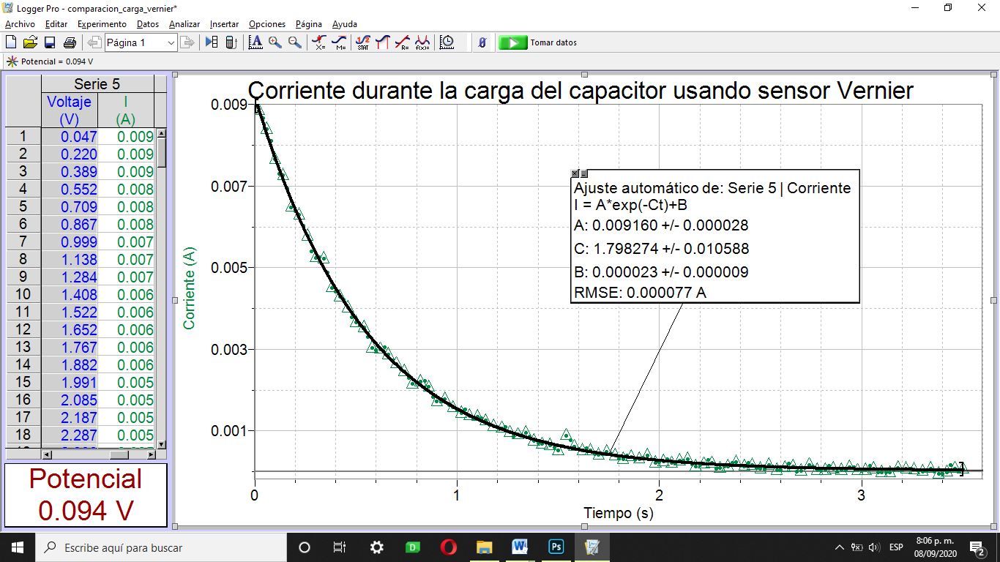 Logger Pro - comparacion_carga_vernier*
Archivo Editar Experimento Datos Analizar Insertar Opciones Página Ayuda
Página 1
X= M= STAT R= f(x)= Tomar datos
Potencial = 0.094 V
Serie 5
Voltaje I
(V) (A)
1 0.047 0.009
2 0.220 0.009
3 0.389 0.009
4 0.552 0.008
5 0.709 0.008
6 0.867 0.008
7 0.999 0.007
8 1.138 0.007
9 1.284 0.007
10 1.408 0.006
11 1.522 0.006
12 1.652 0.006
13 1.767 0.006
14 1.882 0.006
15 1.991 0.005
16 2.085 0.005
17 2.187 0.005
18 2.287 0.005
Potencial
0.094 V
Corriente durante la carga del capacitor usando sensor Vernier
0.009
0.007
0.005
0.003
0.001
Corriente (A)
Ajuste automático de: Serie 5 | Corriente
I = A*exp(-Ct)+B
A: 0.009160 +/- 0.000028
C: 1.798274 +/- 0.010588
B: 0.000023 +/- 0.000009
RMSE: 0.000077 A
0 1 2 3
Tiempo (s)
Escribe aquí para buscar
ESP
8:06 p. m.
08/09/2020
2